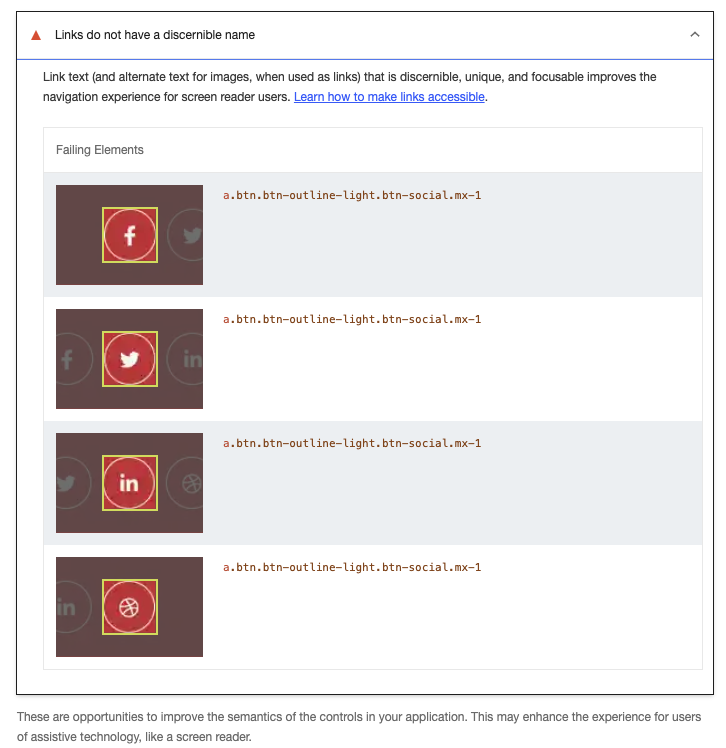 Links do not have a discernible name
Link text (and alternate text for images, when used as links) that is discernible, unique, and focusable improves the
navigation experience for screen reader users. Learn how to make links accessible.
Failing Elements
a.btn.btn-outline-light.btn-social.mx-1
a.btn.btn-outline-light.btn-social.mx-1
a.btn.btn-outline-light.btn-social.mx-1
a.btn.btn-outline-light.btn-social.mx-1
These are opportunities to improve the semantics of the controls in your application. This may enhance the experience for users
of assistive technology, like a screen reader.